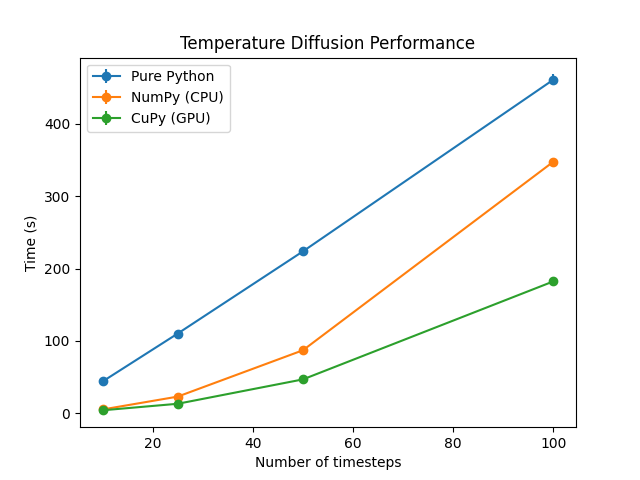 Temperature Diffusion Performance
Pure Python
NumPy (CPU)
CuPy (GPU)
Time (s)
400
300
200
100
0
20
40
60
80
100
Number of timesteps